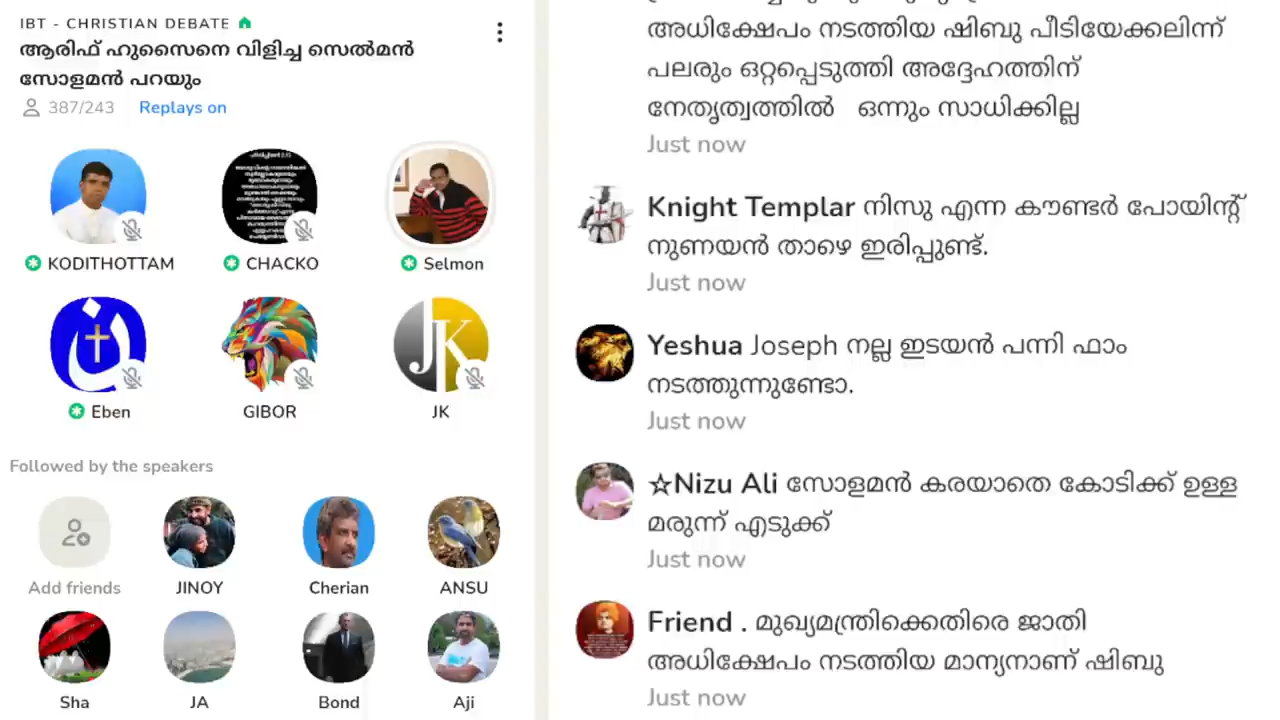 IBT - CHRISTIAN DEBATE
ആരിഫ് ഹുസൈനെ വിളിച്ച സെൽമൻ
സോളമൻ പറയും
387/243 Replays on
KODITHOTTAM CHACKO Selmon
JK
Eben GIBOR JK
Followed by the speakers
Add friends JINOY Cherian ANSU
Sha JA Bond Aji
അധിക്ഷേപം നടത്തിയ ഷിബു പീടിയേക്കലിന്ന്
പലരും ഒറ്റപ്പെടുത്തി അദ്ദേഹത്തിന്
നേതൃത്വത്തിൽ ഒന്നും സാധിക്കില്ല
Just now
Knight Templar നിസു എന്ന കൗണ്ടർ പോയിന്റ്
നുണയൻ താഴെ ഇരിപ്പുണ്ട്.
Just now
Yeshua Joseph നല്ല ഇടയൻ പന്നി ഫാം
നടത്തുന്നുണ്ടോ.
Just now
☆Nizu Ali സോളമൻ കരയാതെ കോടിക്ക് ഉള്ള
മരുന്ന് എടുക്ക്
Just now
Friend . മുഖ്യമന്ത്രിക്കെതിരെ ജാതി
അധിക്ഷേപം നടത്തിയ മാന്യനാണ് ഷിബു
Just now